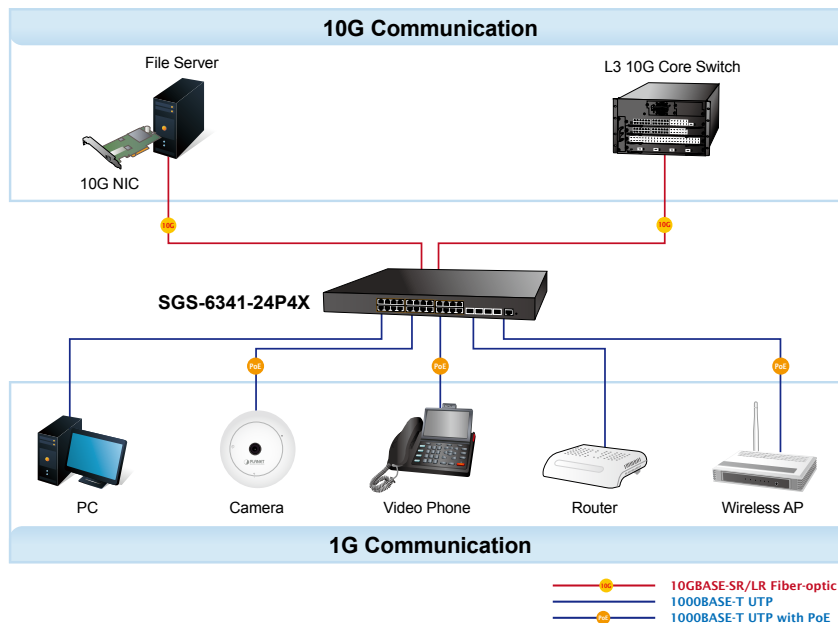 10G Communication
File Server
L3 10G Core Switch
10G NIC
10G
10G
SGS-6341-24P4X
PoE
PoE
PoE
PLANET
PC
Camera
Video Phone
Router
Wireless AP
1G Communication
10G
10GBASE-SR/LR Fiber-optic
1000BASE-T UTP
PoE
1000BASE-T UTP with PoE